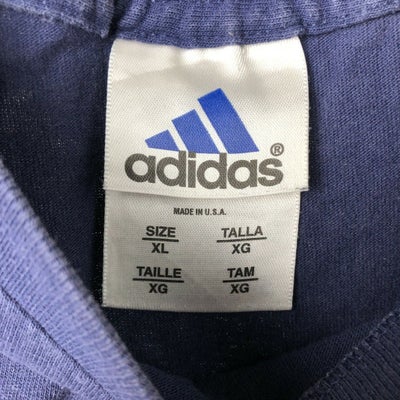 adidas®
MADE IN U.S.A.
SIZE TALLA
XL XG
TAILLE TAM
XG XG